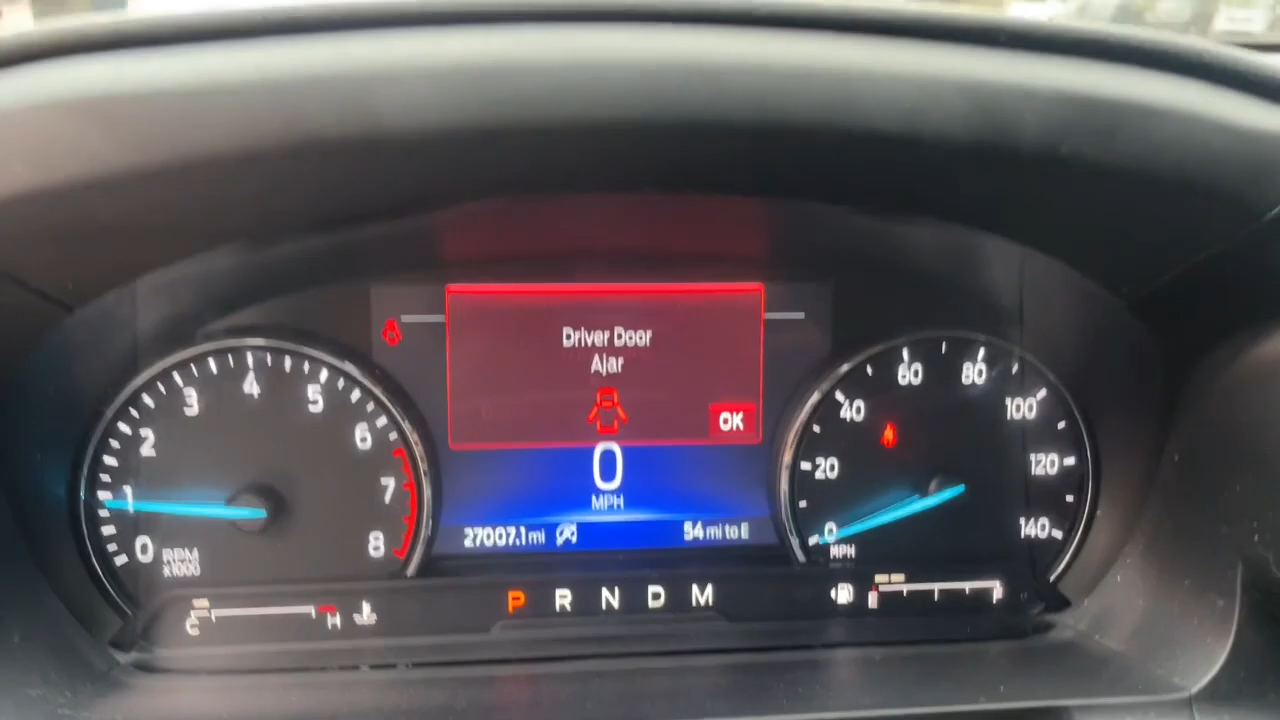 Driver Door
Ajar
OK
0
MPH
27007.1 mi
54 mi to E
0 1 2 3 4 5 6 7 8
RPM
x1000
0 20 40 60 80 100 120 140
MPH
P R N D M
C H